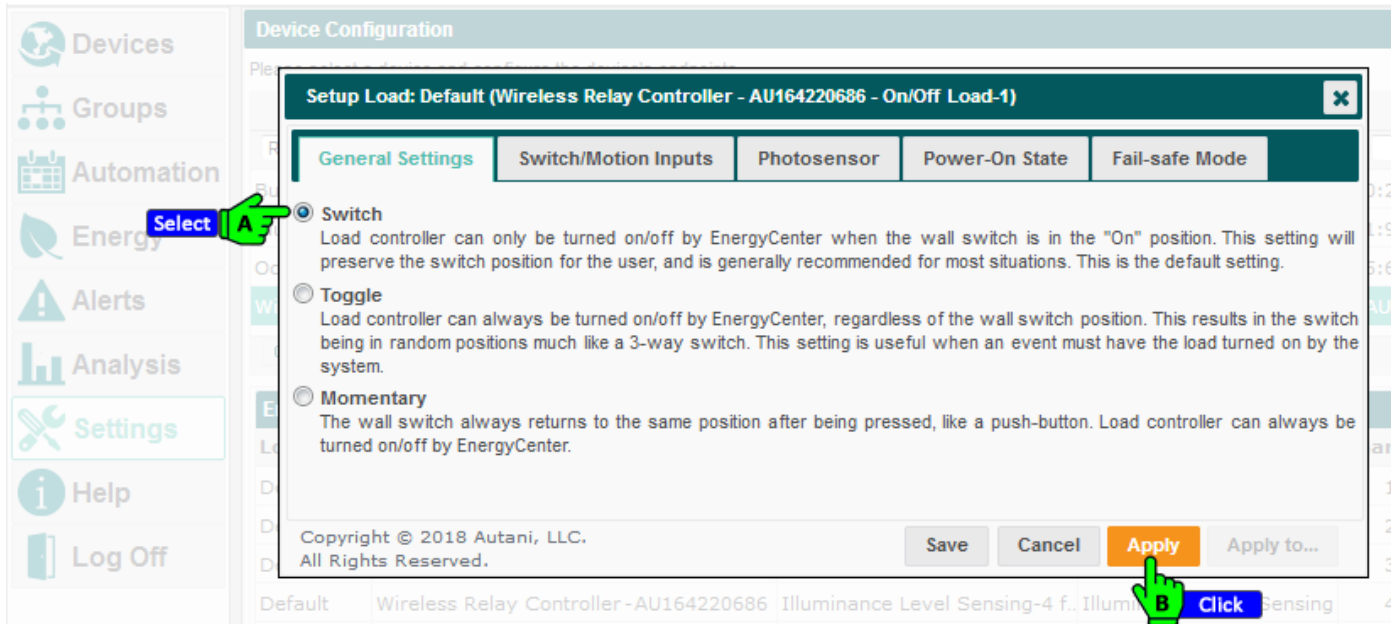 Devices
Groups
Automation
Energy
Alerts
Analysis
Settings
Help
Log Off
Device Configuration
Setup Load: Default (Wireless Relay Controller - AU164220686 - On/Off Load-1)
General Settings Switch/Motion Inputs Photosensor Power-On State Fail-safe Mode
Select A
Switch
Load controller can only be turned on/off by EnergyCenter when the wall switch is in the "On" position. This setting will
preserve the switch position for the user, and is generally recommended for most situations. This is the default setting.
Toggle
Load controller can always be turned on/off by EnergyCenter, regardless of the wall switch position. This results in the switch
being in random positions much like a 3-way switch. This setting is useful when an event must have the load turned on by the
system.
Momentary
The wall switch always returns to the same position after being pressed, like a push-button. Load controller can always be
turned on/off by EnergyCenter.
Copyright © 2018 Autani, LLC.
All Rights Reserved.
Save Cancel Apply Apply to...
B Click
Default Wireless Relay Controller-AU164220686 Illuminance Level Sensing-4 f.. Sensing 4